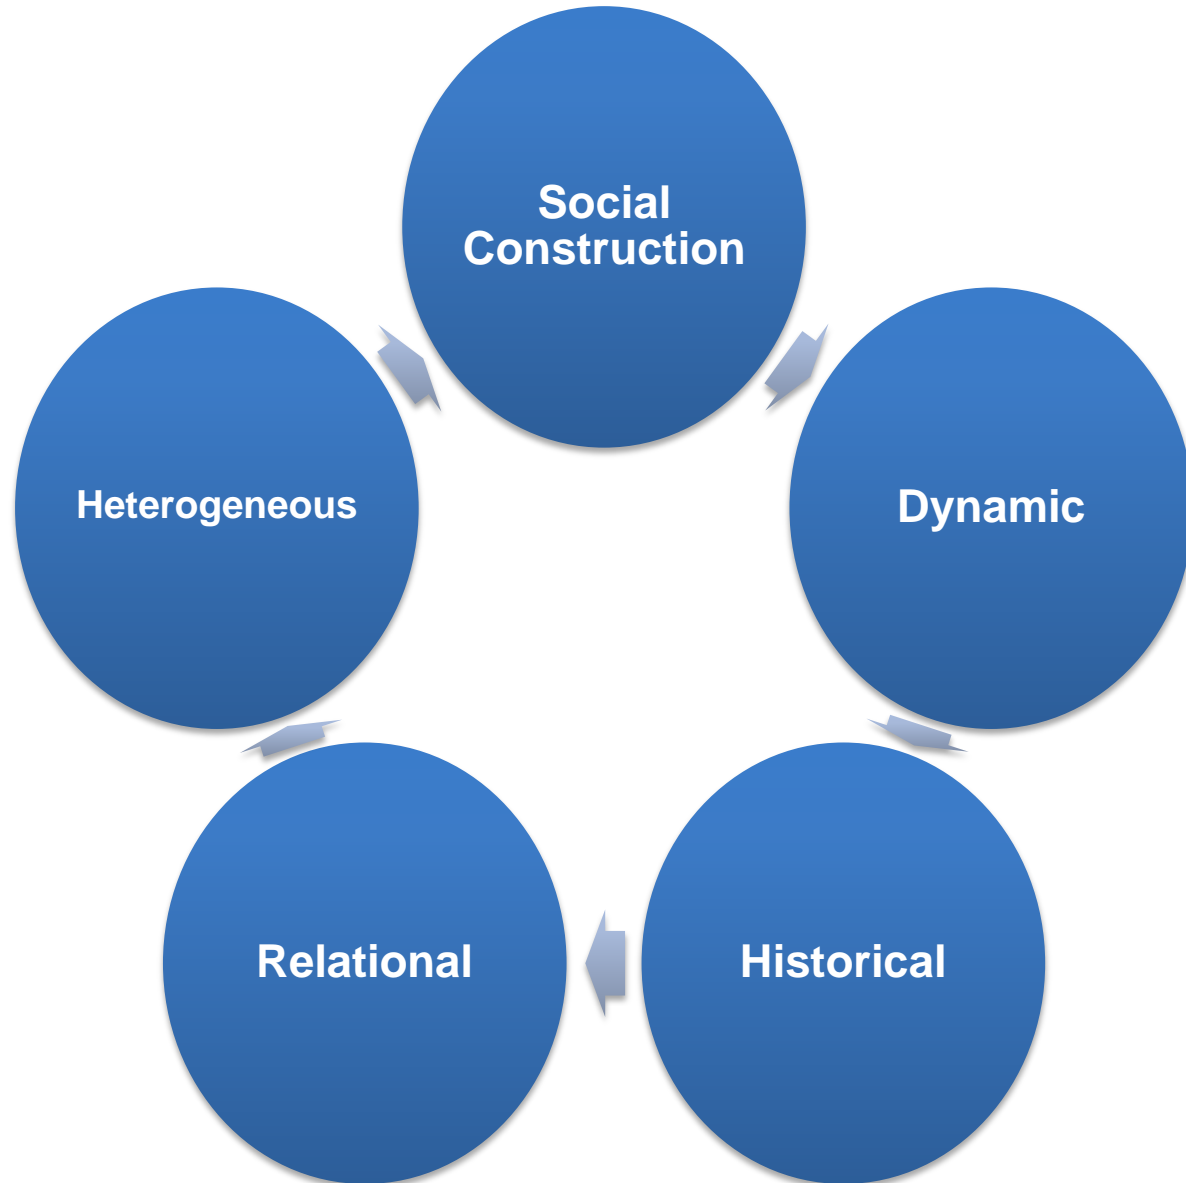 Social
Construction
Dynamic
Historical
Relational
Heterogeneous